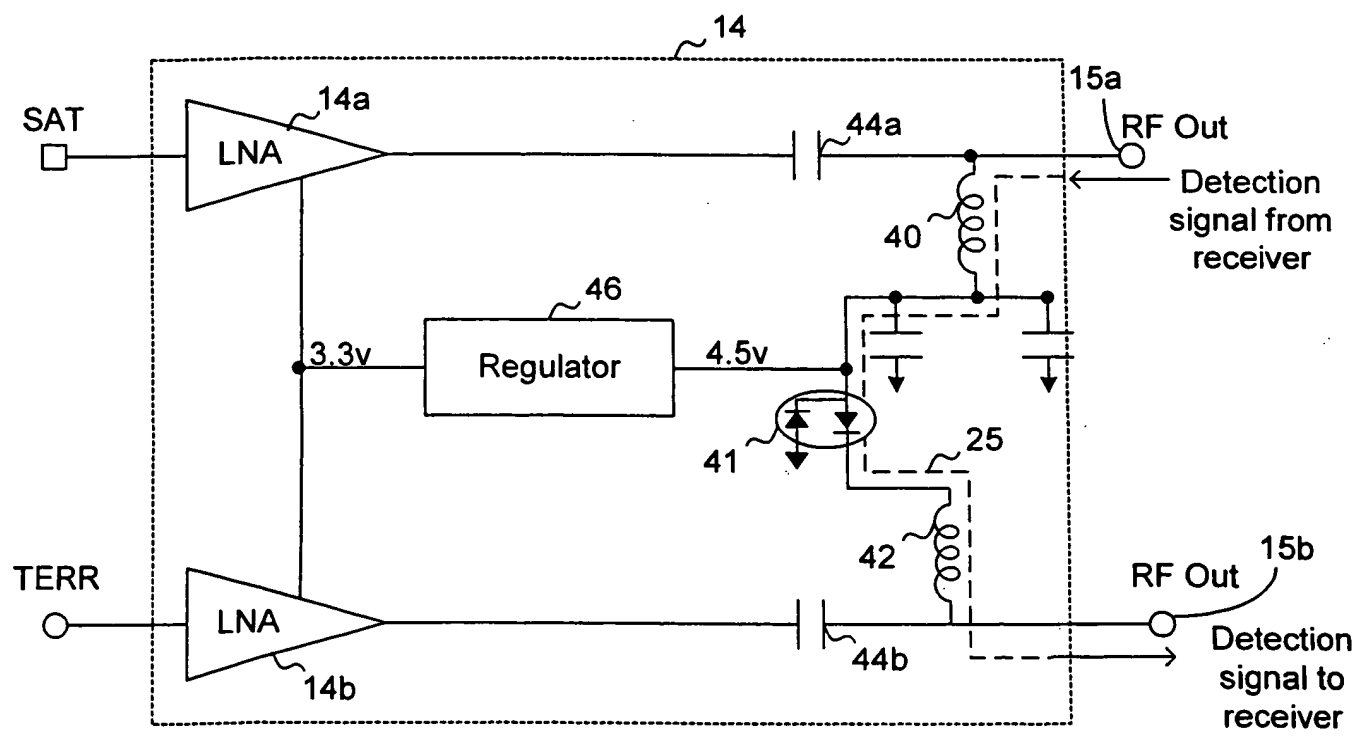 14
15a
14a
SAT
44a
RF Out
LNA
Detection
signal from
receiver
40
46
3.3v
Regulator
4.5v
41
25
42
15b
TERR
RF Out
LNA
44b
Detection
signal to
receiver
14b